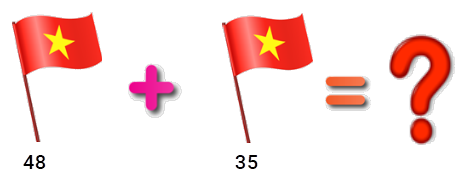 + = ?
48 35